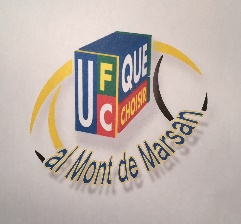 UFC
QUE
CHOISIR
al Mont de Marsan